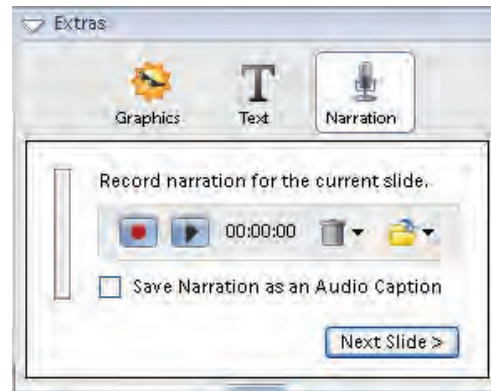 Extras
Graphics Text Narration
Record narration for the current slide.
00:00:00
Save Narration as an Audio Caption
Next Slide >